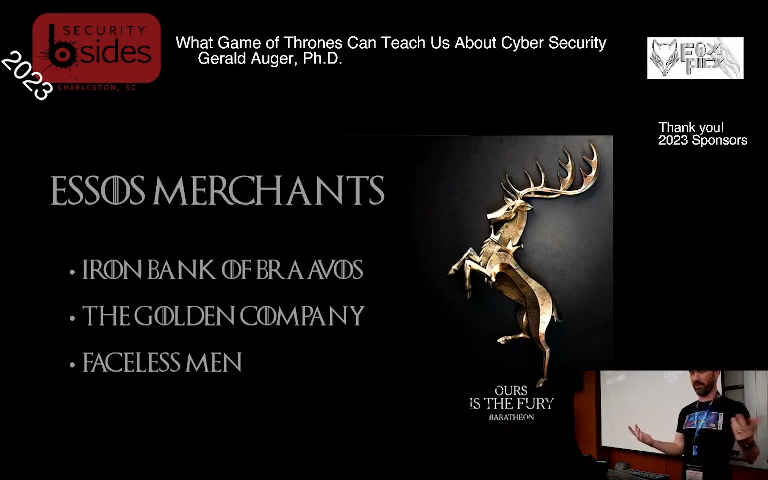 SECURITY
bsides
CHARLESTON, SC
2023
What Game of Thrones Can Teach Us About Cyber Security
Gerald Auger, Ph.D.
Thank you!
2023 Sponsors
ESSOS MERCHANTS
• IRON BANK OF BRAAVOS
• THE GOLDEN COMPANY
• FACELESS MEN
OURS
IS THE FURY
BARATHEON